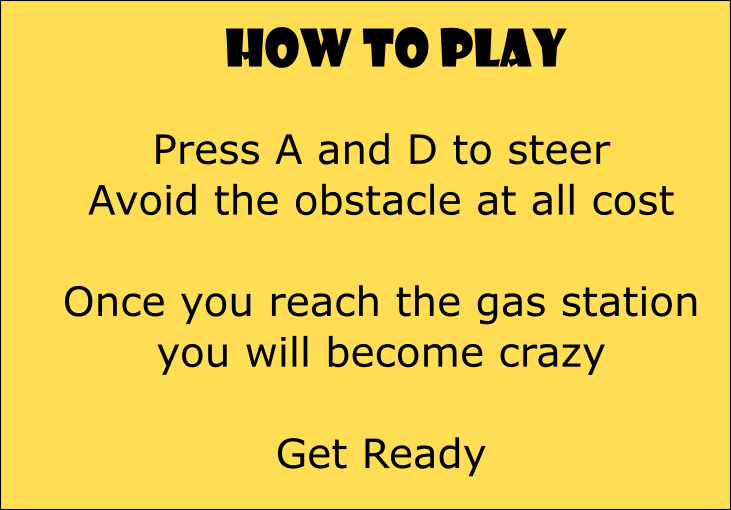 HOW TO PLAY
Press A and D to steer
Avoid the obstacle at all cost
Once you reach the gas station
you will become crazy
Get Ready